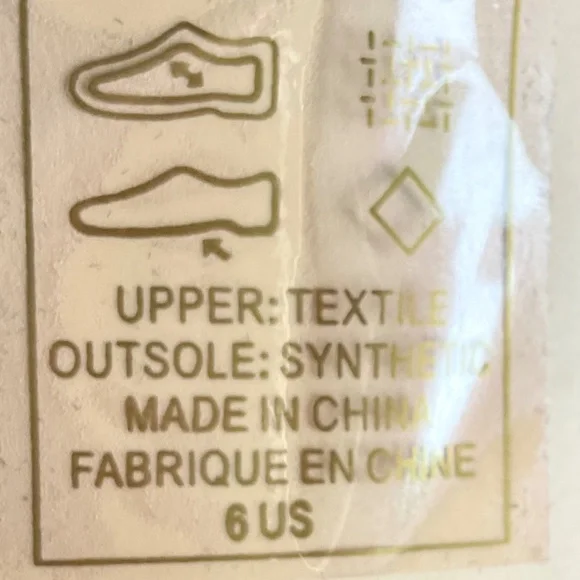 UPPER: TEXTILE
OUTSOLE: SYNTHETIC
MADE IN CHINA
FABRIQUE EN CHINE
6 US